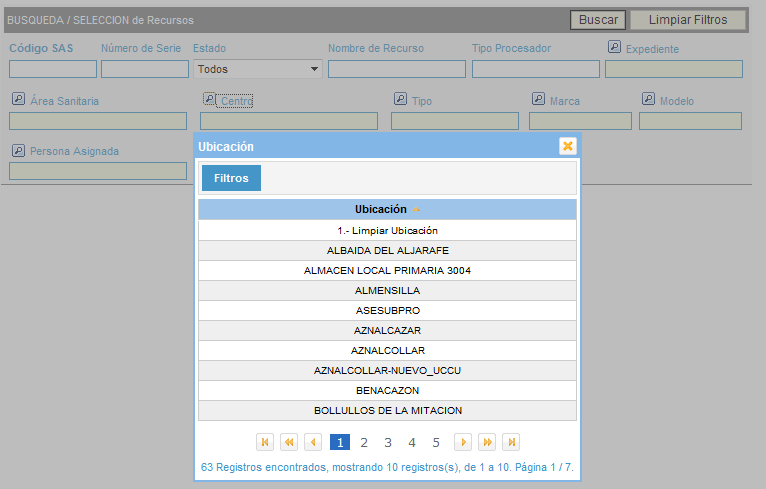 BUSQUEDA / SELECCION de Recursos
Buscar
Limpiar Filtros
Código SAS
Número de Serie
Estado
Nombre de Recurso
Tipo Procesador
Expediente
Todos
Área Sanitaria
Centro
Tipo
Marca
Modelo
Persona Asignada
Ubicación
Filtros
Ubicación
1.- Limpiar Ubicación
ALBAIDA DEL ALJARAFE
ALMACEN LOCAL PRIMARIA 3004
ALMENSILLA
ASESUBPRO
AZNALCAZAR
AZNALCOLLAR
AZNALCOLLAR-NUEVO_UCCU
BENACAZON
BOLLULLOS DE LA MITACION
1 2 3 4 5
63 Registros encontrados, mostrando 10 registros(s), de 1 a 10. Página 1 / 7.